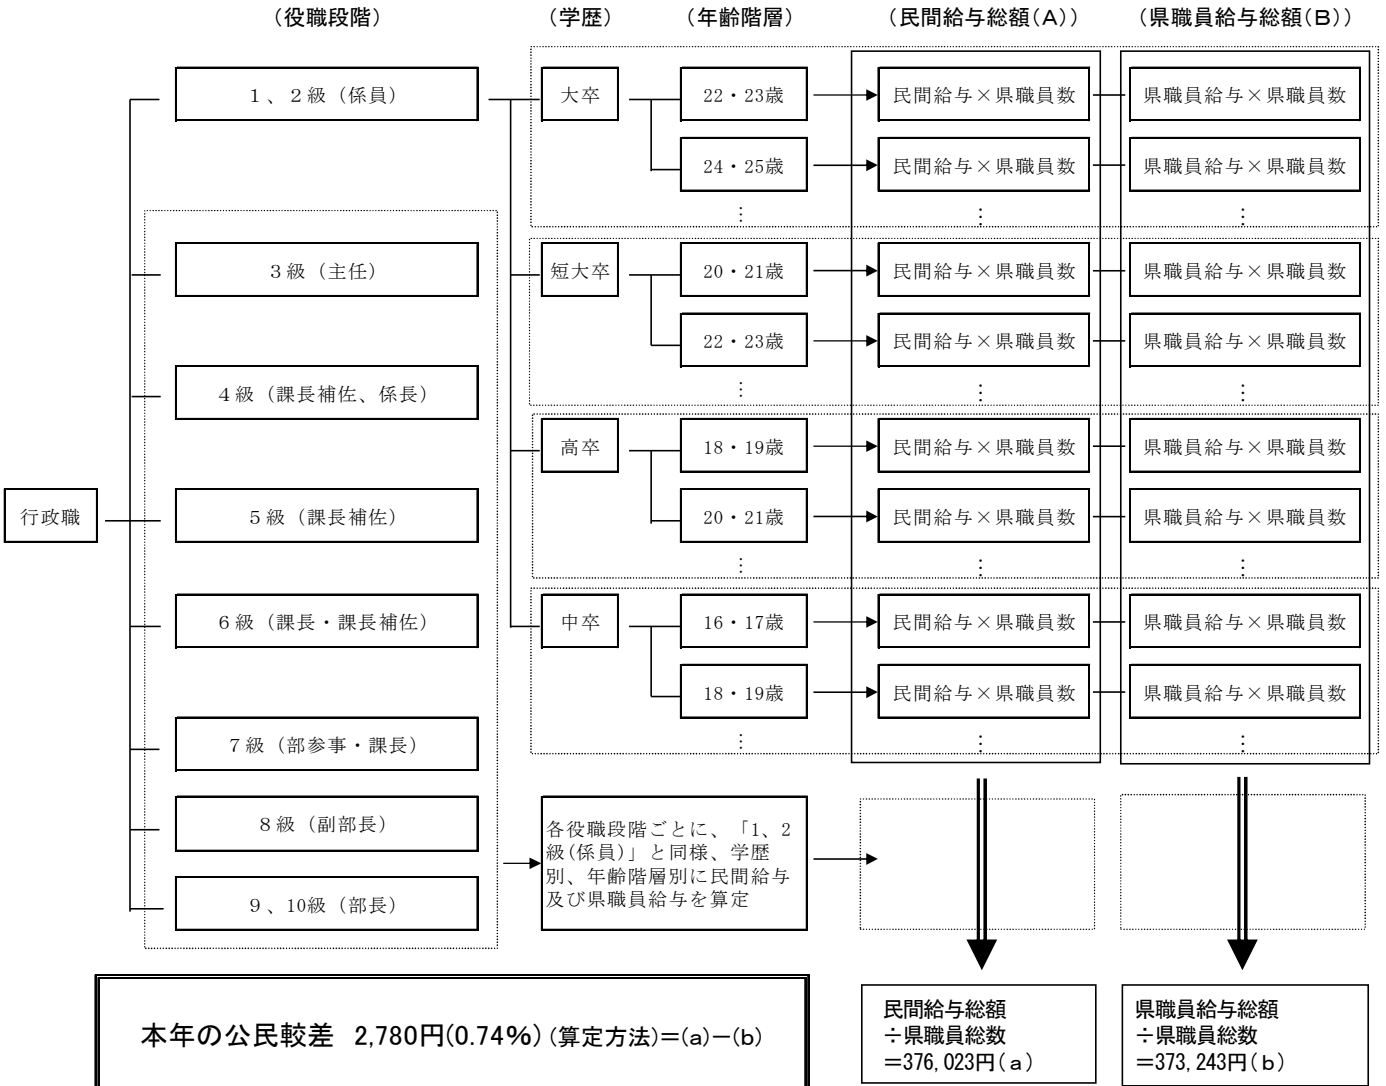 （役職段階）
（学歴）
（年齢階層）
（民間給与総額(A)）
（県職員給与総額(B)）
行政職
１、２級（係員）
３級（主任）
４級（課長補佐、係長）
５級（課長補佐）
６級（課長・課長補佐）
７級（部参事・課長）
８級（副部長）
９、10級（部長）
大卒
22・23歳
民間給与×県職員数
県職員給与×県職員数
24・25歳
民間給与×県職員数
県職員給与×県職員数
⋮
⋮
⋮
短大卒
20・21歳
民間給与×県職員数
県職員給与×県職員数
22・23歳
民間給与×県職員数
県職員給与×県職員数
⋮
⋮
⋮
高卒
18・19歳
民間給与×県職員数
県職員給与×県職員数
20・21歳
民間給与×県職員数
県職員給与×県職員数
⋮
⋮
⋮
中卒
16・17歳
民間給与×県職員数
県職員給与×県職員数
18・19歳
民間給与×県職員数
県職員給与×県職員数
⋮
⋮
⋮
各役職段階ごとに、「1、2
級(係員)」と同様、学歴
別、年齢階層別に民間給与
及び県職員給与を算定
本年の公民較差 2,780円(0.74%) (算定方法)＝(a)－(b)
民間給与総額
÷県職員総数
＝376,023円(ａ)
県職員給与総額
÷県職員総数
＝373,243円(ｂ)